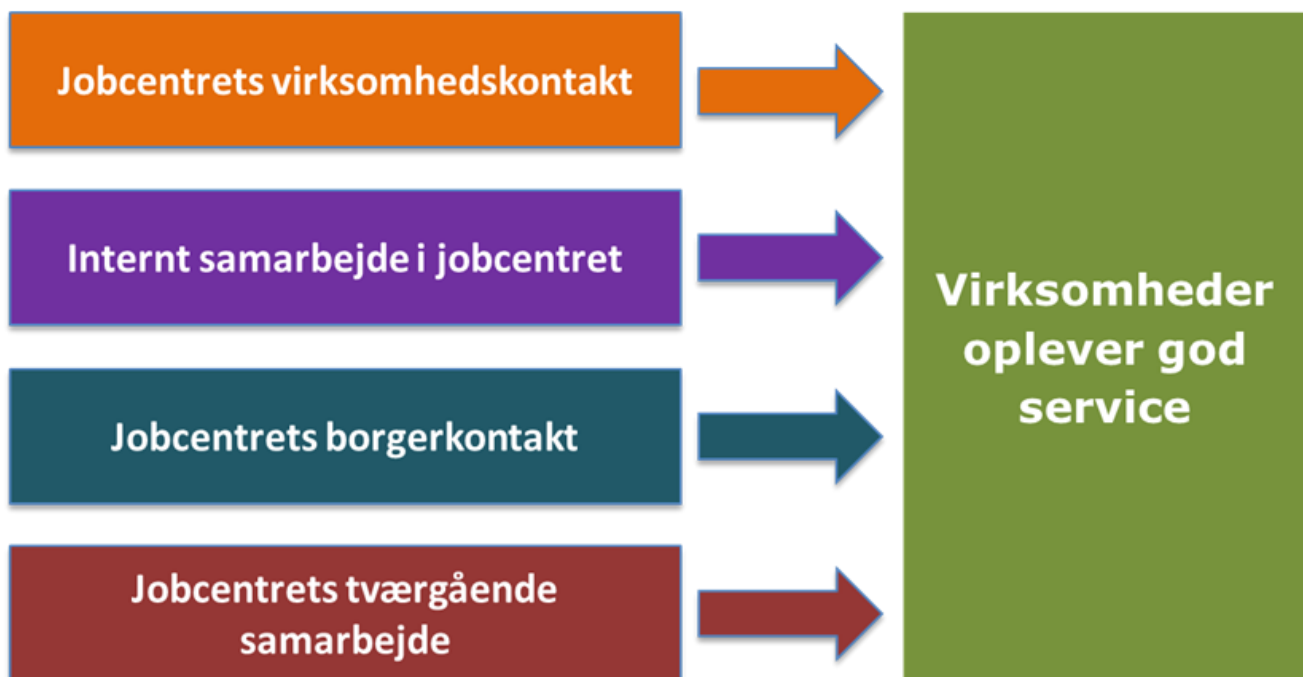 Jobcentrets virksomhedskontakt
Internt samarbejde i jobcentret
Jobcentrets borgerkontakt
Jobcentrets tværgående
samarbejde
Virksomheder
oplever god
service